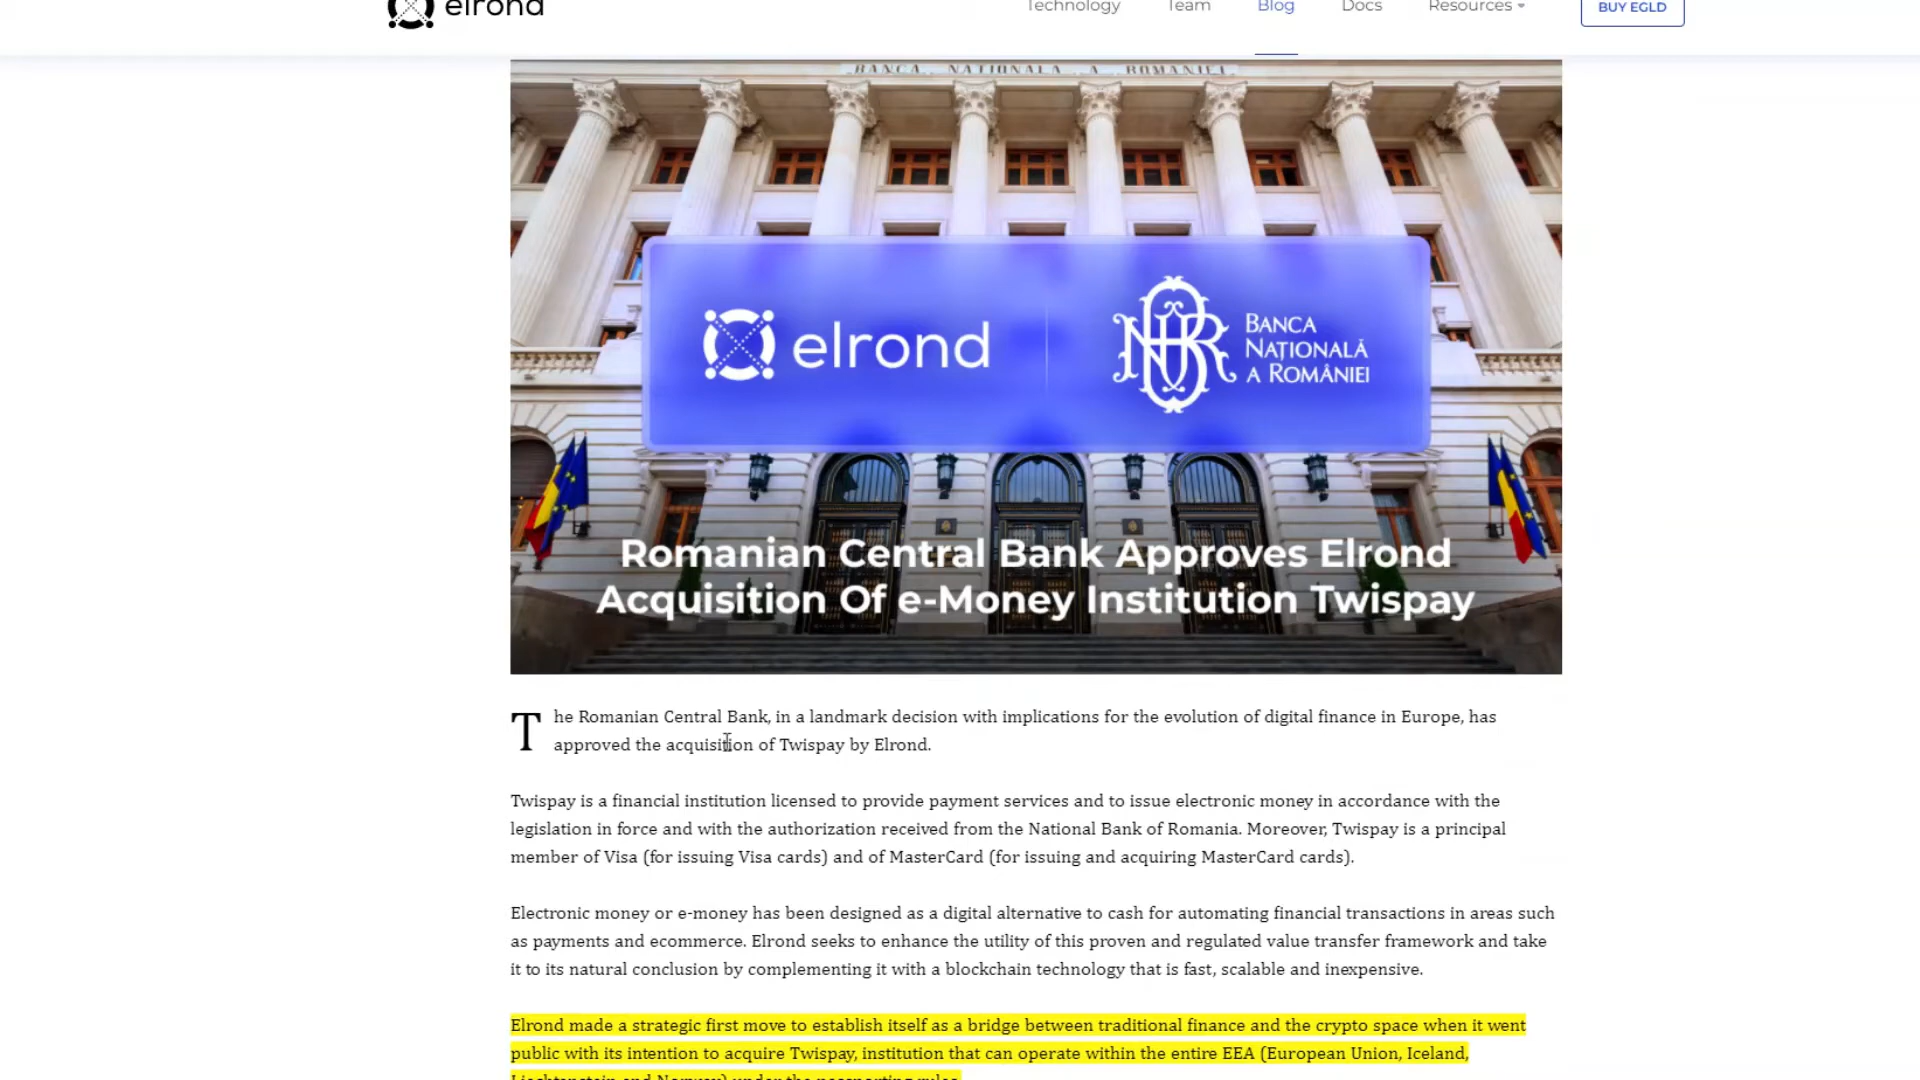 elrond
Technology Team Blog Docs Resources BUY EGLD
BANCA NATIONALA A ROMANIEI
elrond
BNR
BANCA
NAȚIONALĂ
A ROMÂNIEI
Romanian Central Bank Approves Elrond
Acquisition Of e-Money Institution Twispay
The Romanian Central Bank, in a landmark decision with implications for the evolution of digital finance in Europe, has
approved the acquisition of Twispay by Elrond.
Twispay is a financial institution licensed to provide payment services and to issue electronic money in accordance with the
legislation in force and with the authorization received from the National Bank of Romania. Moreover, Twispay is a principal
member of Visa (for issuing Visa cards) and of MasterCard (for issuing and acquiring MasterCard cards).
Electronic money or e-money has been designed as a digital alternative to cash for automating financial transactions in areas such
as payments and ecommerce. Elrond seeks to enhance the utility of this proven and regulated value transfer framework and take
it to its natural conclusion by complementing it with a blockchain technology that is fast, scalable and inexpensive.
Elrond made a strategic first move to establish itself as a bridge between traditional finance and the crypto space when it went
public with its intention to acquire Twispay, institution that can operate within the entire EEA (European Union, Iceland,
Liechtenstein and Norway) under the passporting rules.